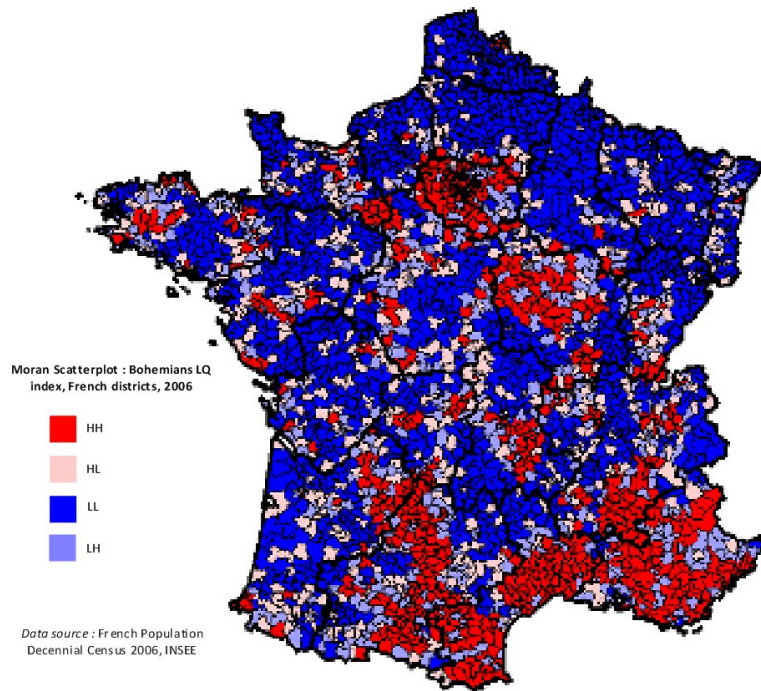 Moran Scatterplot : Bohemians LQ
index, French districts, 2006
HH
HL
LL
LH
Data source : French Population
Decennial Census 2006, INSEE